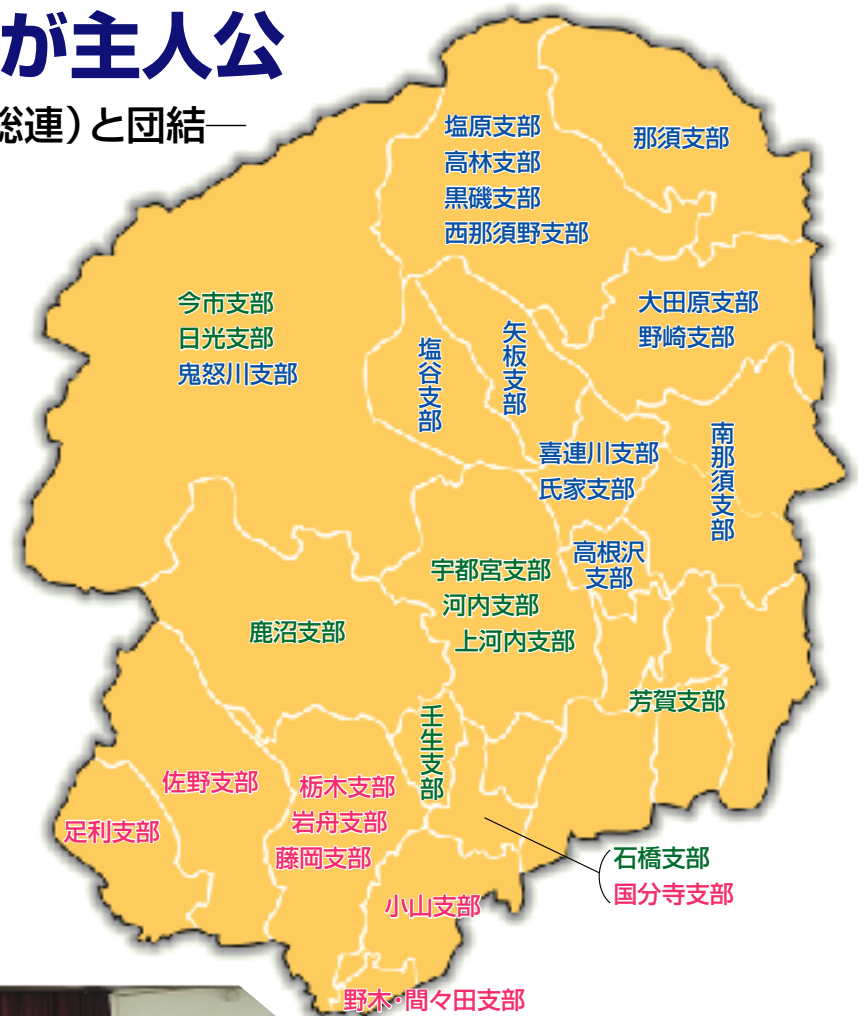 が主人公
総連）と団結―
塩原支部
高林支部
黒磯支部
西那須野支部
那須支部
今市支部
日光支部
鬼怒川支部
大田原支部
野崎支部
塩谷支部
矢板支部
喜連川支部
氏家支部
南那須支部
高根沢
支部
宇都宮支部
河内支部
上河内支部
鹿沼支部
芳賀支部
壬生支部
佐野支部
足利支部
栃木支部
岩舟支部
藤岡支部
石橋支部
国分寺支部
小山支部
野木・間々田支部